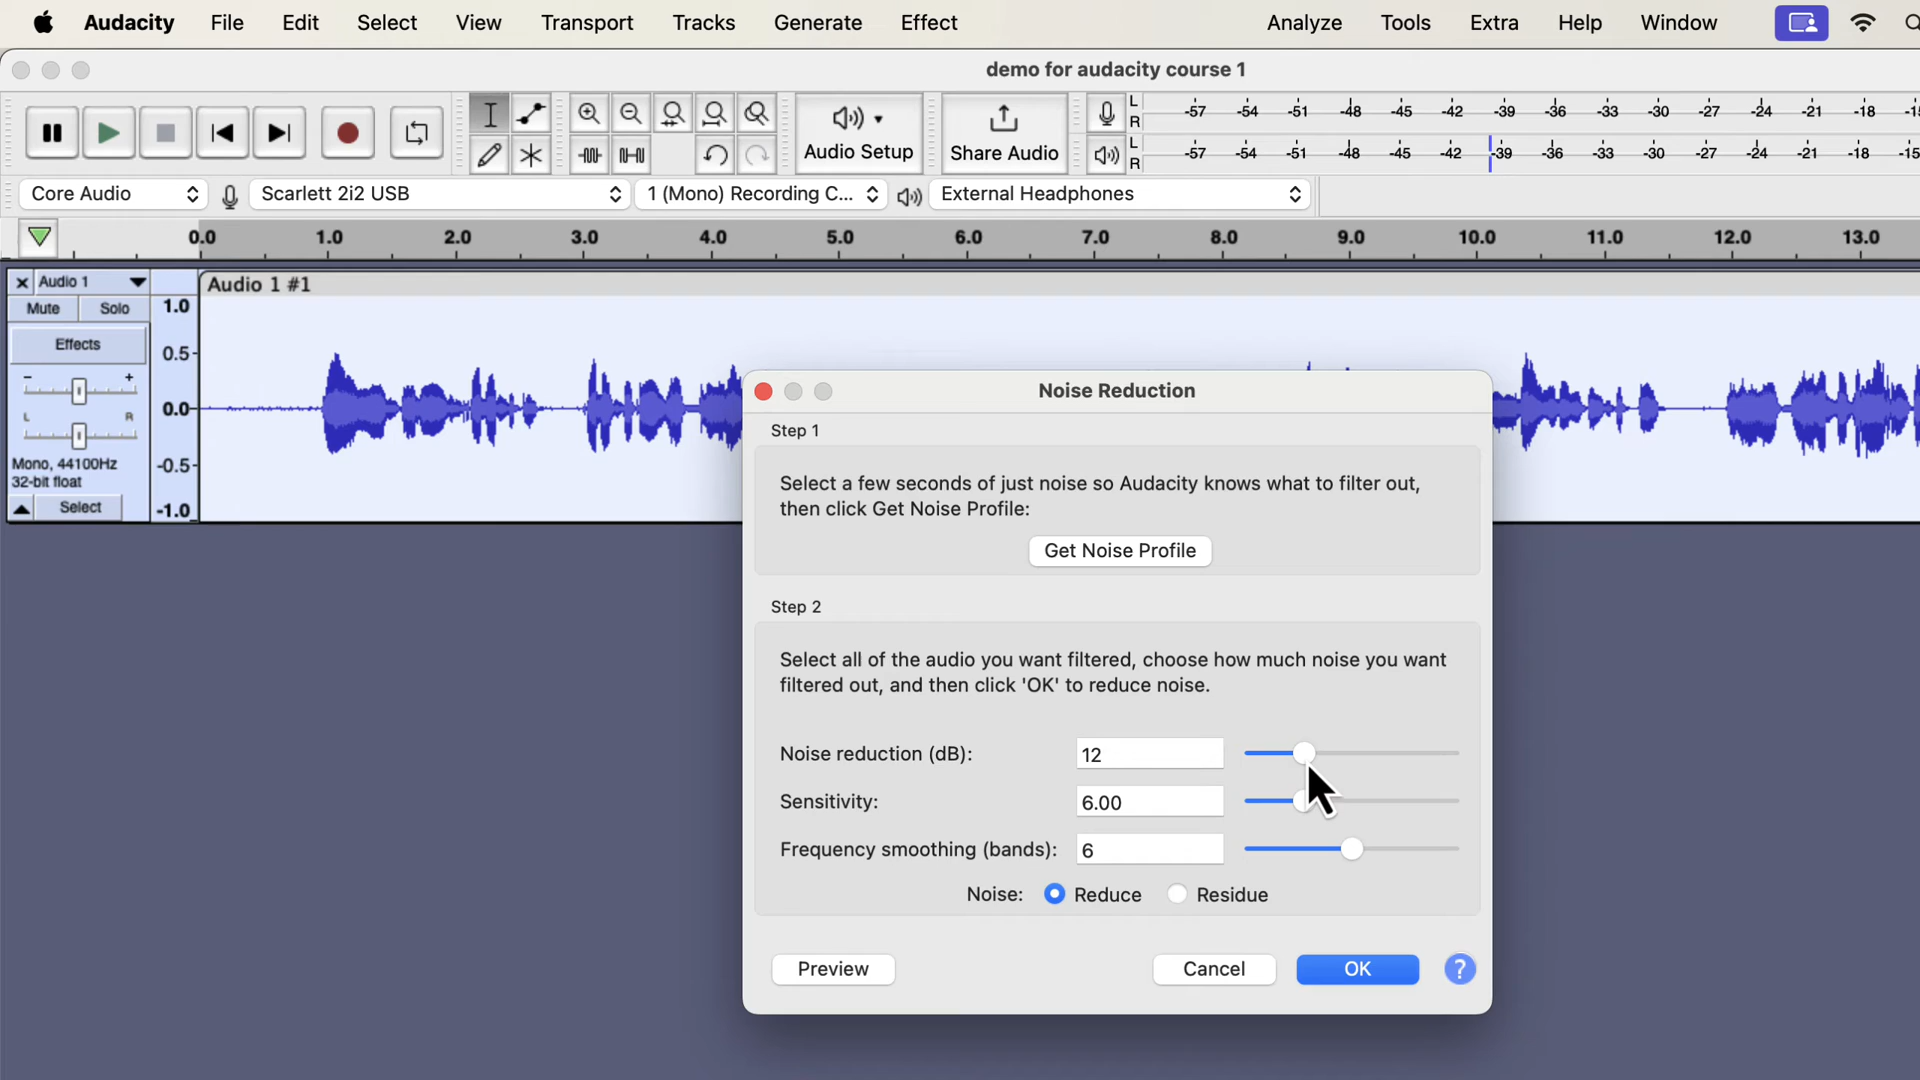 Audacity File Edit Select View Transport Tracks Generate Effect Analyze Tools Extra Help Window
demo for audacity course 1
L
R
-57 -54 -51 -48 -45 -42 -39 -36 -33 -30 -27 -24 -21 -18
Audio Setup
Share Audio
L
R
-57 -54 -51 -48 -45 -42 -39 -36 -33 -30 -27 -24 -21 -18 -15
Core Audio Scarlett 2i2 USB 1 (Mono) Recording C... External Headphones
0.0 1.0 2.0 3.0 4.0 5.0 6.0 7.0 8.0 9.0 10.0 11.0 12.0 13.0
Audio 1
Audio 1 #1
Mute Solo
Effects
- +
L R
Mono, 44100Hz
32-bit float
Select
1.0
0.5
0.0
-0.5
-1.0
Noise Reduction
Step 1
Select a few seconds of just noise so Audacity knows what to filter out,
then click Get Noise Profile:
Get Noise Profile
Step 2
Select all of the audio you want filtered, choose how much noise you want
filtered out, and then click 'OK' to reduce noise.
Noise reduction (dB): 12
Sensitivity: 6.00
Frequency smoothing (bands): 6
Noise: Reduce Residue
Preview Cancel OK ?